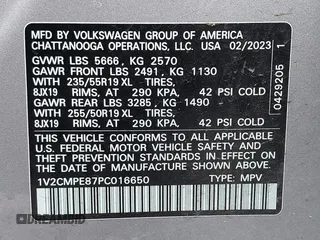 MFD BY VOLKSWAGEN GROUP OF AMERICA
CHATTANOOGA OPERATIONS, LLC. USA 02/2023
GVWR LBS 5666 , KG 2570
GAWR FRONT LBS 2491 , KG 1130
235/55R19 XL TIRES,
8JX19 RIMS, AT 290 KPA, 42 PSI COLD
GAWR REAR LBS 3285 , KG 1490
255/50R19 XL TIRES,
8JX19 RIMS, AT 290 KPA, 42 PSI COLD
THIS VEHICLE CONFORMS TO ALL APPLICABLE
U.S. FEDERAL MOTOR VEHICLE SAFETY,
BUMPER, AND THEFT PREVENTION
STANDARDS IN EFFECT ON THE DATE
OF MANUFACTURE SHOWN ABOVE.
1V2CMPE87PC016650 TYPE: MPV
0429205 1